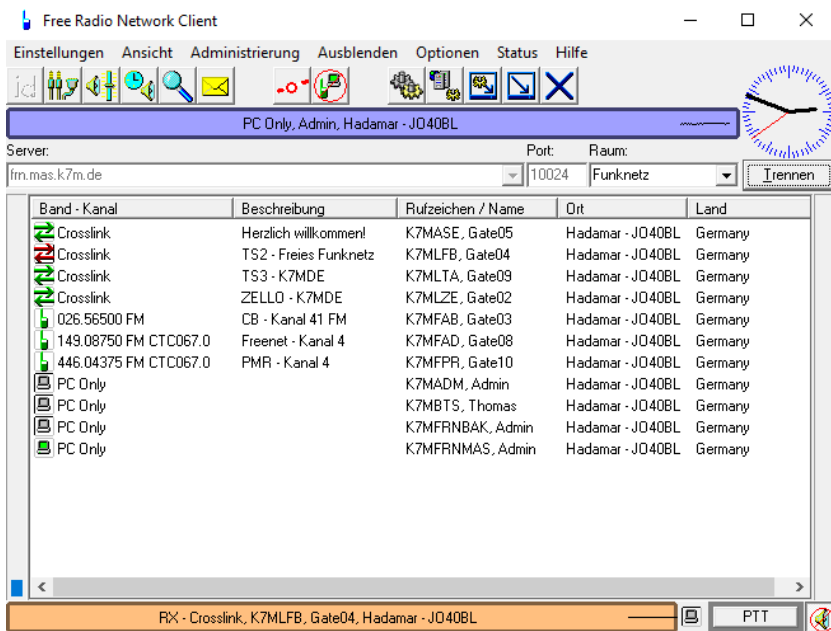 Free Radio Network Client
Einstellungen Ansicht Administrierung Ausblenden Optionen Status Hilfe
PC Only, Admin, Hadamar - JO40BL
Server: Port: Raum:
frn.mas.k7m.de 10024 Funknetz Trennen
Band - Kanal Beschreibung Rufzeichen / Name Ort Land
Crosslink Herzlich willkommen! K7MASE, Gate05 Hadamar - JO40BL Germany
Crosslink TS2 - Freies Funknetz K7MLFB, Gate04 Hadamar - JO40BL Germany
Crosslink TS3 - K7MDE K7MLTA, Gate09 Hadamar - JO40BL Germany
Crosslink ZELLO - K7MDE K7MLZE, Gate02 Hadamar - JO40BL Germany
026.56500 FM CB - Kanal 41 FM K7MFAB, Gate03 Hadamar - JO40BL Germany
149.08750 FM CTC067.0 Freenet - Kanal 4 K7MFAD, Gate08 Hadamar - JO40BL Germany
446.04375 FM CTC067.0 PMR - Kanal 4 K7MFPR, Gate10 Hadamar - JO40BL Germany
PC Only K7MADM, Admin Hadamar - JO40BL Germany
PC Only K7MBTS, Thomas Hadamar - JO40BL Germany
PC Only K7MFRNBAK, Admin Hadamar - JO40BL Germany
PC Only K7MFRNMAS, Admin Hadamar - JO40BL Germany
RX - Crosslink, K7MLFB, Gate04, Hadamar - JO40BL PTT